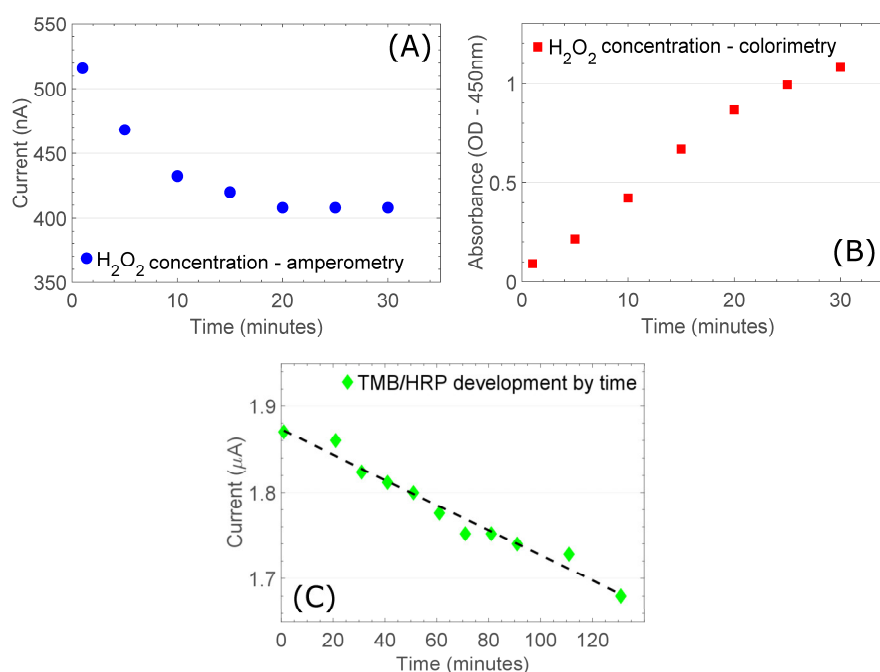 (A)
550
500
450
400
350
Current (nA)
H2O2 concentration - amperometry
0 10 20 30
Time (minutes)
H2O2 concentration - colorimetry
1
0.5
0
Absorbance (OD - 450nm)
(B)
0 10 20 30
Time (minutes)
TMB/HRP development by time
1.9
1.8
1.7
Current (μA)
(C)
0 20 40 60 80 100 120
Time (minutes)